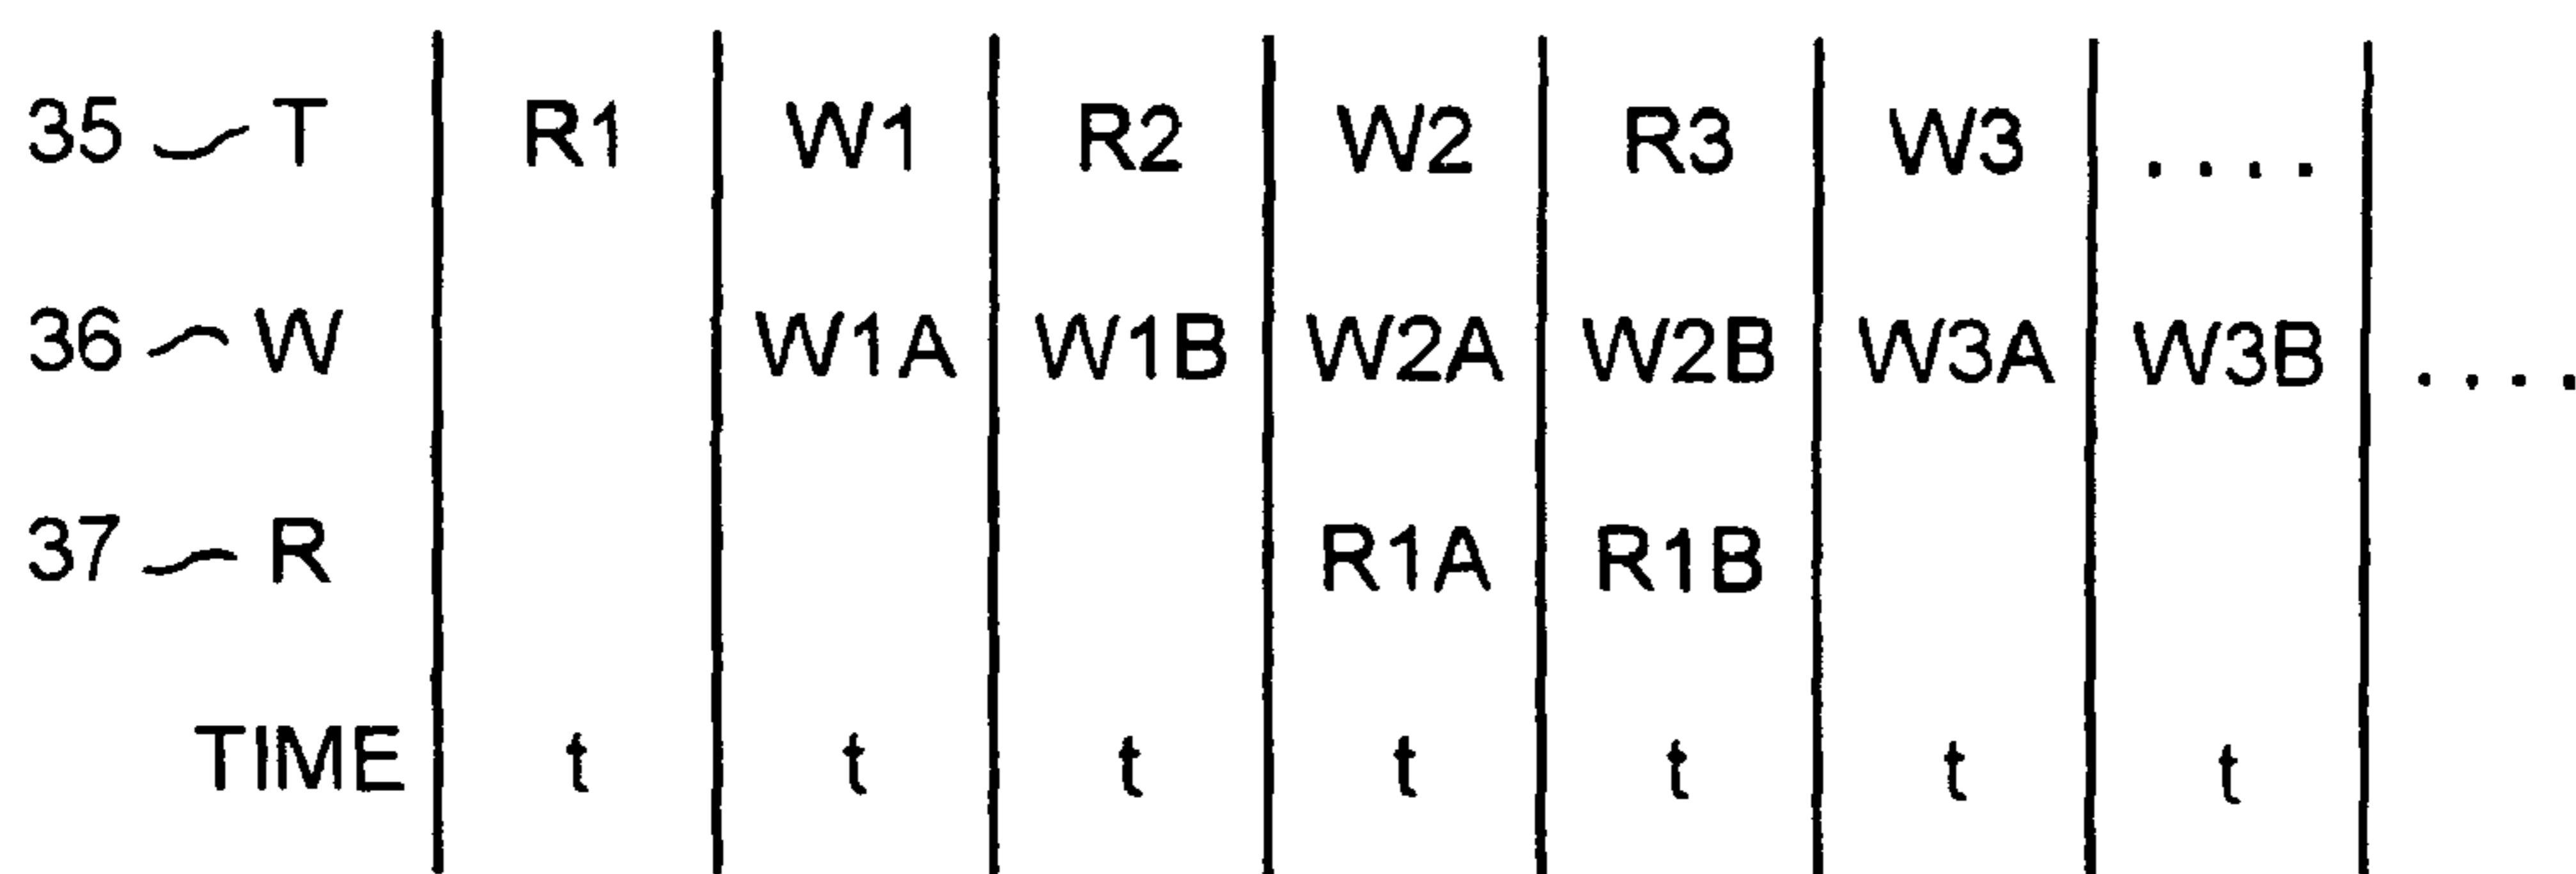 35 T R1 W1 R2 W2 R3 W3 ....
36 W W1A W1B W2A W2B W3A W3B ....
37 R R1A R1B
TIME t t t t t t t